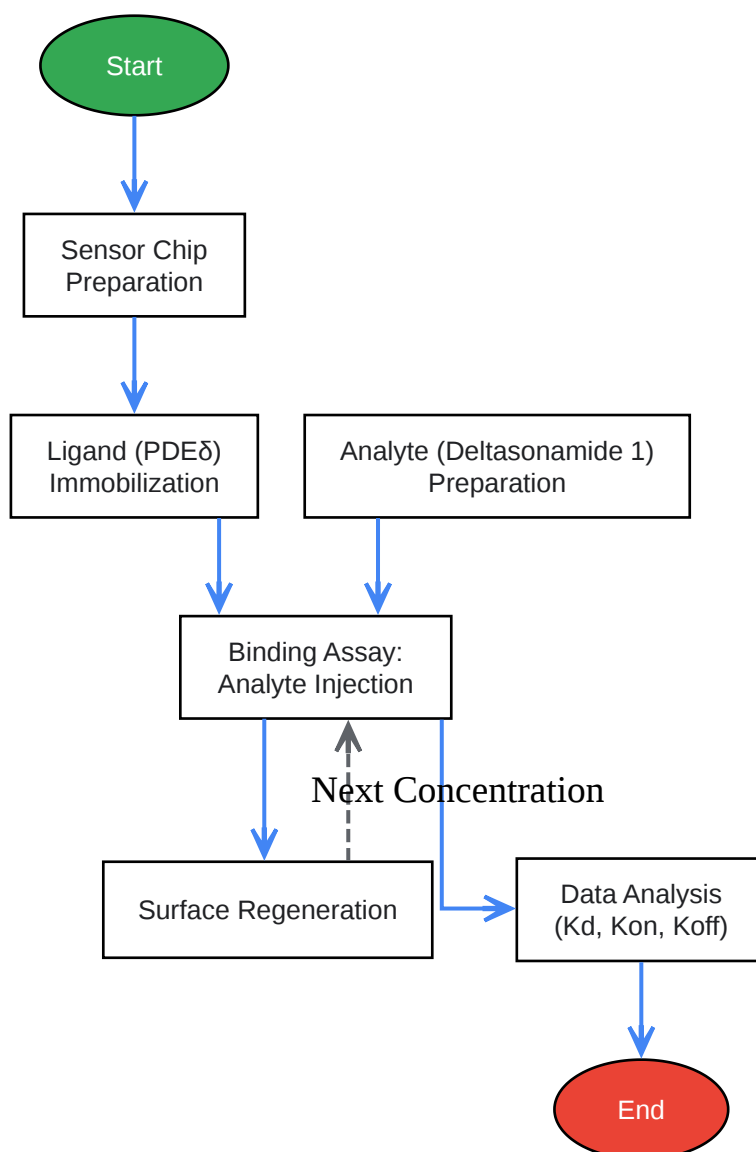 Start
Sensor Chip
Preparation
Ligand (PDEδ)
Immobilization
Analyte (Deltasonamide 1)
Preparation
Binding Assay:
Analyte Injection
Next Concentration
Surface Regeneration
Data Analysis
(Kd, Kon, Koff)
End